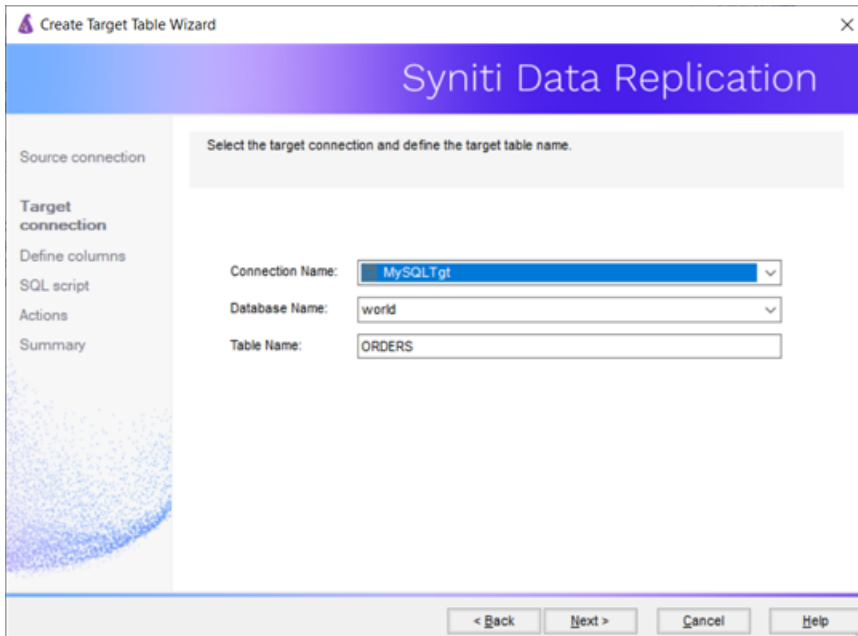 Create Target Table Wizard
Syniti Data Replication
Source connection
Target
connection
Define columns
SQL script
Actions
Summary
Select the target connection and define the target table name.
Connection Name: MySQLTgt
Database Name: world
Table Name: ORDERS
< Back Next > Cancel Help